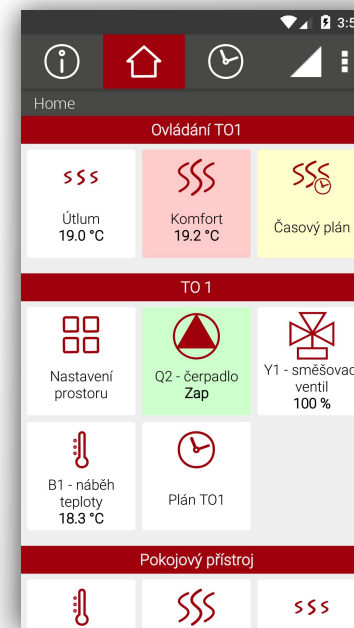 3:5
Home
Ovládání TO1
Útlum
19.0 °C
Komfort
19.2 °C
Časový plán
TO 1
Nastavení
prostoru
Q2 - čerpadlo
Zap
Y1 - směšovac
ventil
100 %
B1 - náběh
teploty
18.3 °C
Plán TO1
Pokojový přístroj